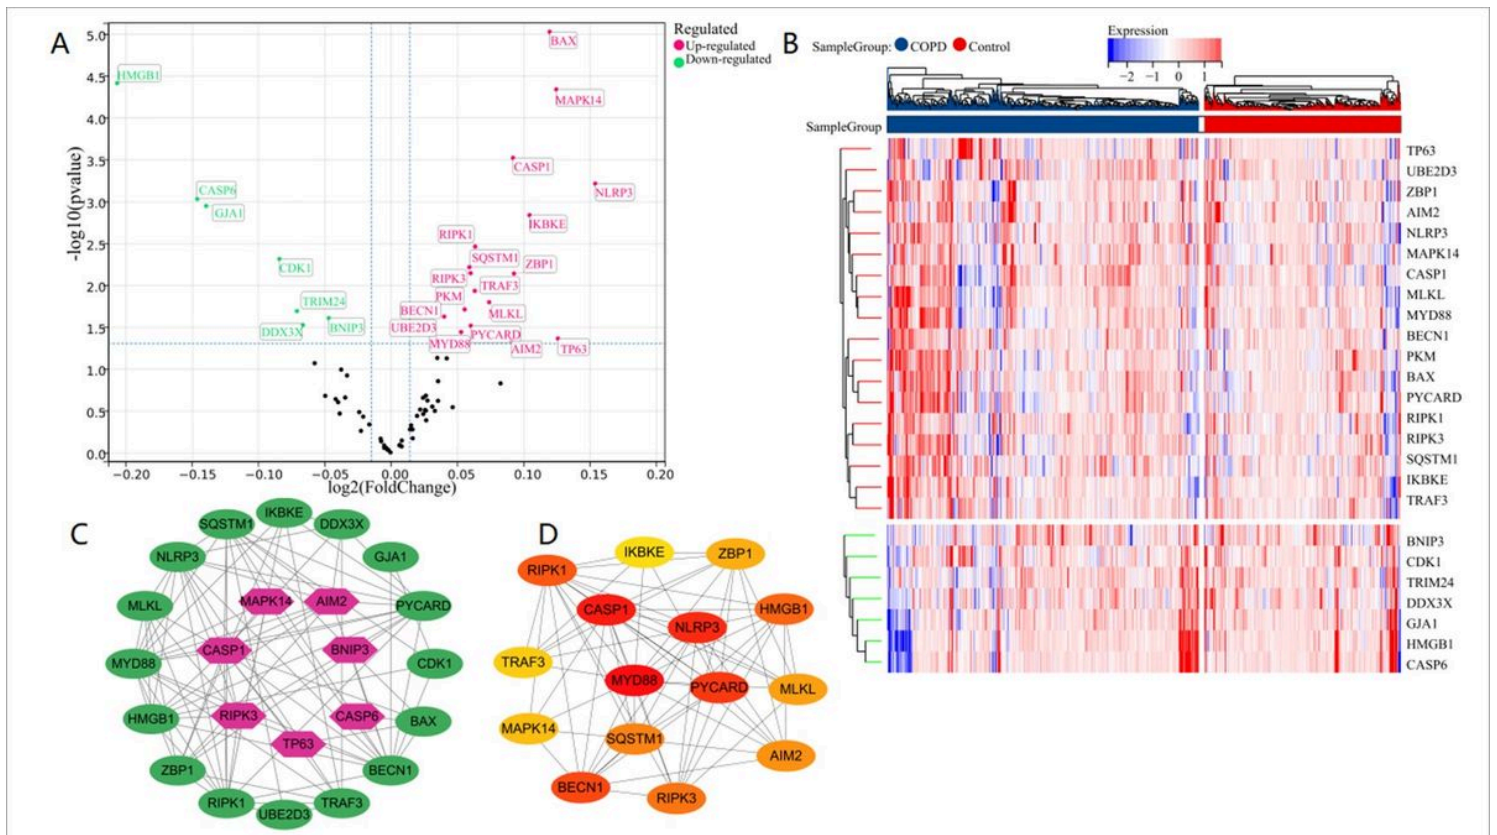 A
Regulated
Up-regulated
Down-regulated
-log10(pvalue)
5.0
4.5
4.0
3.5
3.0
2.5
2.0
1.5
1.0
0.5
0.0
BAX
HMGB1
MAPK14
CASP1
NLRP3
CASP6
GJA1
IKBKE
RIPK1
SQSTM1
ZBP1
CDK1
RIPK3
TRAF3
PKM
TRIM24
BECN1
MLKL
DDX3X
BNIP3
UBE2D3
PYCARD
MYD88
AIM2
TP63
−0.20 −0.15 −0.10 −0.05 0.00 0.05 0.10 0.15 0.20
log2(FoldChange)
B
SampleGroup: COPD Control
Expression
−2 −1 0 1
SampleGroup
TP63
UBE2D3
ZBP1
AIM2
NLRP3
MAPK14
CASP1
MLKL
MYD88
BECN1
PKM
BAX
PYCARD
RIPK1
RIPK3
SQSTM1
IKBKE
TRAF3
BNIP3
CDK1
TRIM24
DDX3X
GJA1
HMGB1
CASP6
C
IKBKE
SQSTM1
DDX3X
NLRP3
GJA1
MAPK14
AIM2
MLKL
PYCARD
CASP1
BNIP3
MYD88
CDK1
HMGB1
RIPK3
CASP6
BAX
TP63
ZBP1
BECN1
RIPK1
UBE2D3
TRAF3
D
IKBKE
ZBP1
RIPK1
CASP1
HMGB1
NLRP3
TRAF3
MYD88
PYCARD
MLKL
MAPK14
SQSTM1
AIM2
BECN1
RIPK3